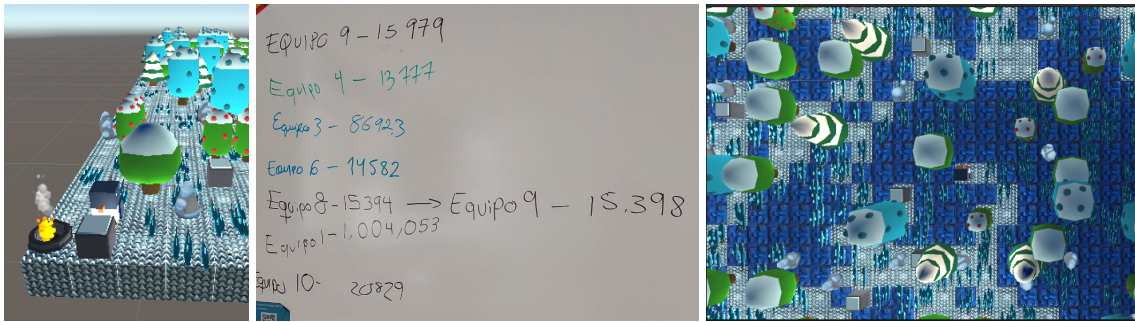 Equipo 9 - 15 979
Equipo 4 - 13777
Equipo 3 - 86923
Equipo 6 - 14582
Equipo 8 - 15394 → Equipo 9 - 15.398
Equipo 1 - 1,004,053
Equipo 10- 20829